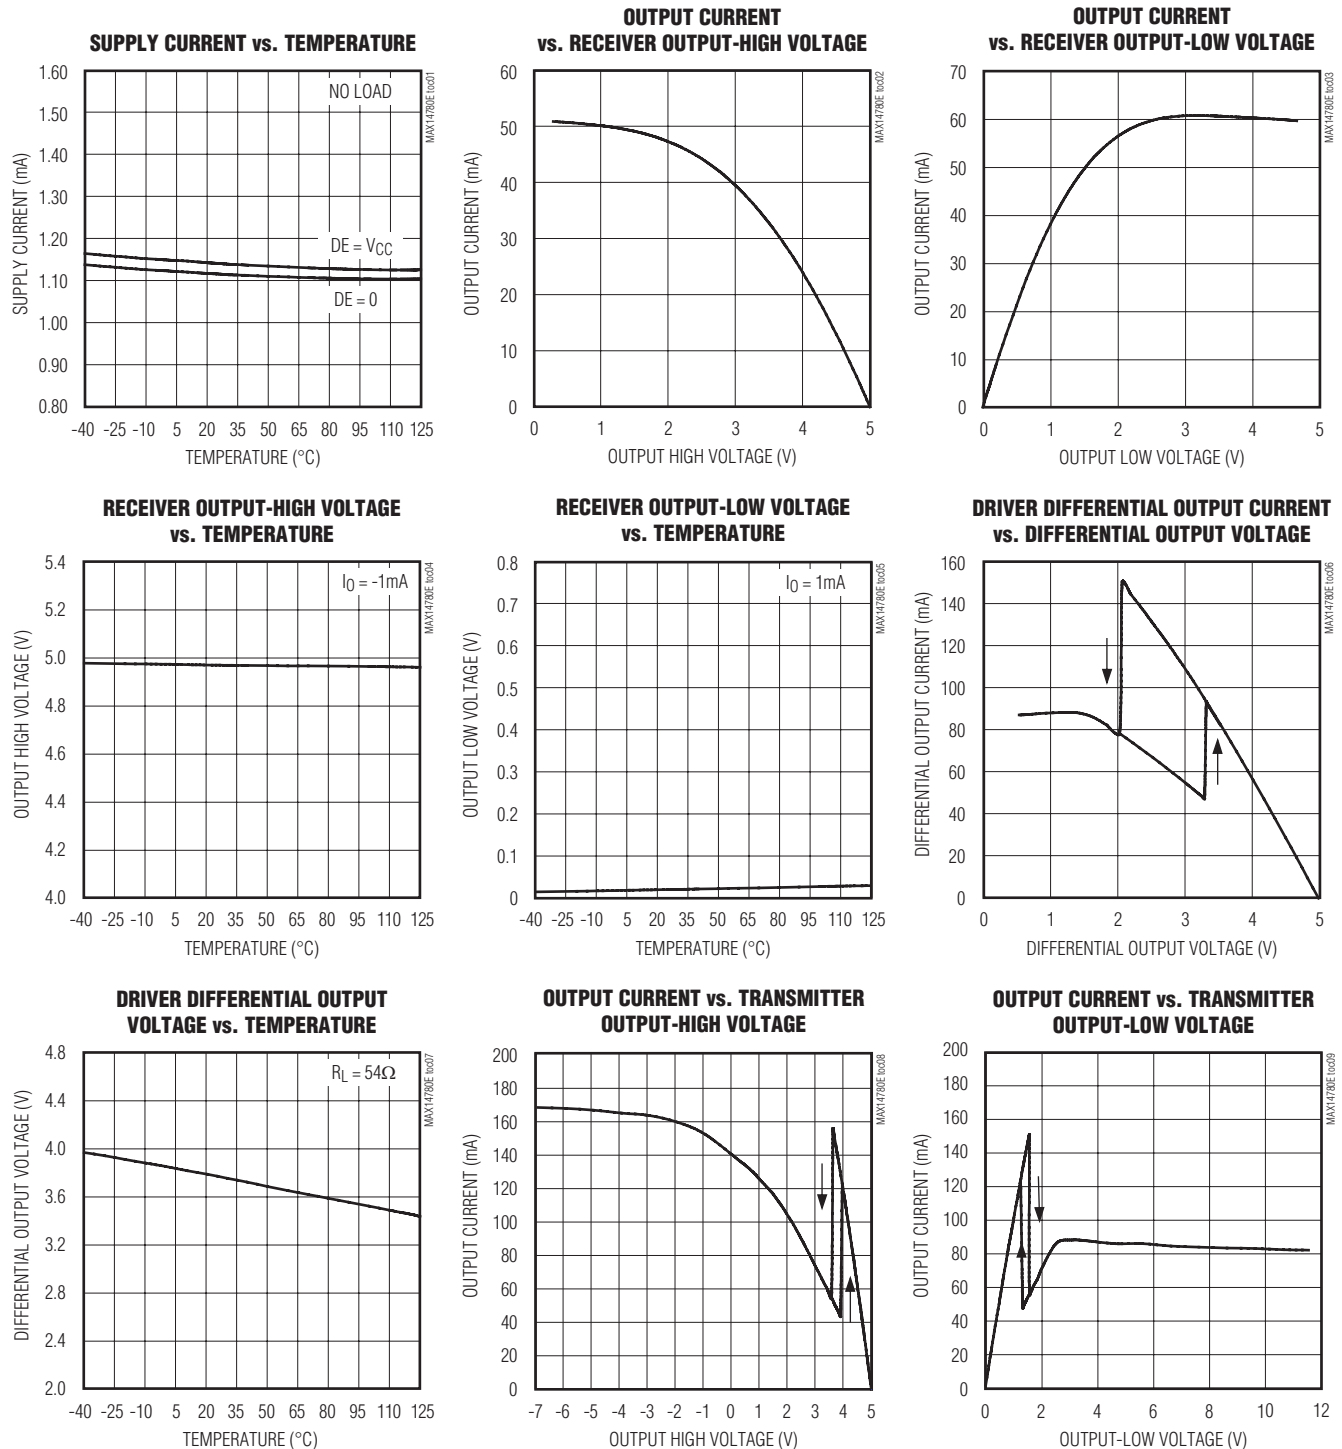 SUPPLY CURRENT vs. TEMPERATURE
1.60
1.50
1.40
1.30
1.20
1.10
1.00
0.90
0.80
SUPPLY CURRENT (mA)
NO LOAD
DE = VCC
DE = 0
-40 -25 -10 5 20 35 50 65 80 95 110 125
TEMPERATURE (°C)
MAX14780E toc01
OUTPUT CURRENT
vs. RECEIVER OUTPUT-HIGH VOLTAGE
60
50
40
30
20
10
0
OUTPUT CURRENT (mA)
0 1 2 3 4 5
OUTPUT HIGH VOLTAGE (V)
MAX14780E toc02
OUTPUT CURRENT
vs. RECEIVER OUTPUT-LOW VOLTAGE
70
60
50
40
30
20
10
0
OUTPUT CURRENT (mA)
0 1 2 3 4 5
OUTPUT LOW VOLTAGE (V)
MAX14780E toc03
RECEIVER OUTPUT-HIGH VOLTAGE
vs. TEMPERATURE
5.4
5.2
5.0
4.8
4.6
4.4
4.2
4.0
OUTPUT HIGH VOLTAGE (V)
IO = -1mA
-40 -25 -10 5 20 35 50 65 80 95 110 125
TEMPERATURE (°C)
MAX14780E toc04
RECEIVER OUTPUT-LOW VOLTAGE
vs. TEMPERATURE
0.8
0.7
0.6
0.5
0.4
0.3
0.2
0.1
0
OUTPUT LOW VOLTAGE (V)
IO = 1mA
-40 -25 -10 5 20 35 50 65 80 95 110 125
TEMPERATURE (°C)
MAX14780E toc05
DRIVER DIFFERENTIAL OUTPUT CURRENT
vs. DIFFERENTIAL OUTPUT VOLTAGE
160
140
120
100
80
60
40
20
0
DIFFERENTIAL OUTPUT CURRENT (mA)
0 1 2 3 4 5
DIFFERENTIAL OUTPUT VOLTAGE (V)
MAX14780E toc06
DRIVER DIFFERENTIAL OUTPUT
VOLTAGE vs. TEMPERATURE
4.8
4.4
4.0
3.6
3.2
2.8
2.4
2.0
DIFFERENTIAL OUTPUT VOLTAGE (V)
RL = 54Ω
-40 -25 -10 5 20 35 50 65 80 95 110 125
TEMPERATURE (°C)
MAX14780E toc07
OUTPUT CURRENT vs. TRANSMITTER
OUTPUT-HIGH VOLTAGE
200
180
160
140
120
100
80
60
40
20
0
OUTPUT CURRENT (mA)
-7 -6 -5 -4 -3 -2 -1 0 1 2 3 4 5
OUTPUT HIGH VOLTAGE (V)
MAX14780E toc08
OUTPUT CURRENT vs. TRANSMITTER
OUTPUT-LOW VOLTAGE
200
180
160
140
120
100
80
60
40
20
0
OUTPUT CURRENT (mA)
0 2 4 6 8 10 12
OUTPUT-LOW VOLTAGE (V)
MAX14780E toc09